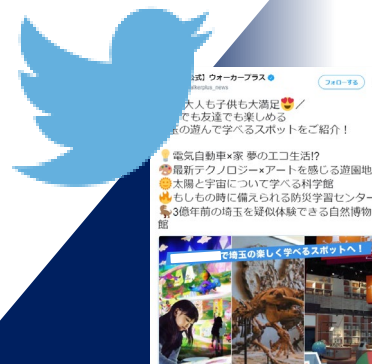 公式】ウォーカープラス
フォローする
大人も子供も大満足😍／
でも友達でも楽しめる
玉の遊んで学べるスポットをご紹介！
💡電気自動車×家 夢のエコ生活!?
🎨最新テクノロジー×アートを感じる遊園地
🌞太陽と宇宙について学べる科学館
🔥もしもの時に備えられる防災学習センター
🦕3億年前の埼玉を疑似体験できる自然博物
館
で埼玉の楽しく学べるスポットへ！